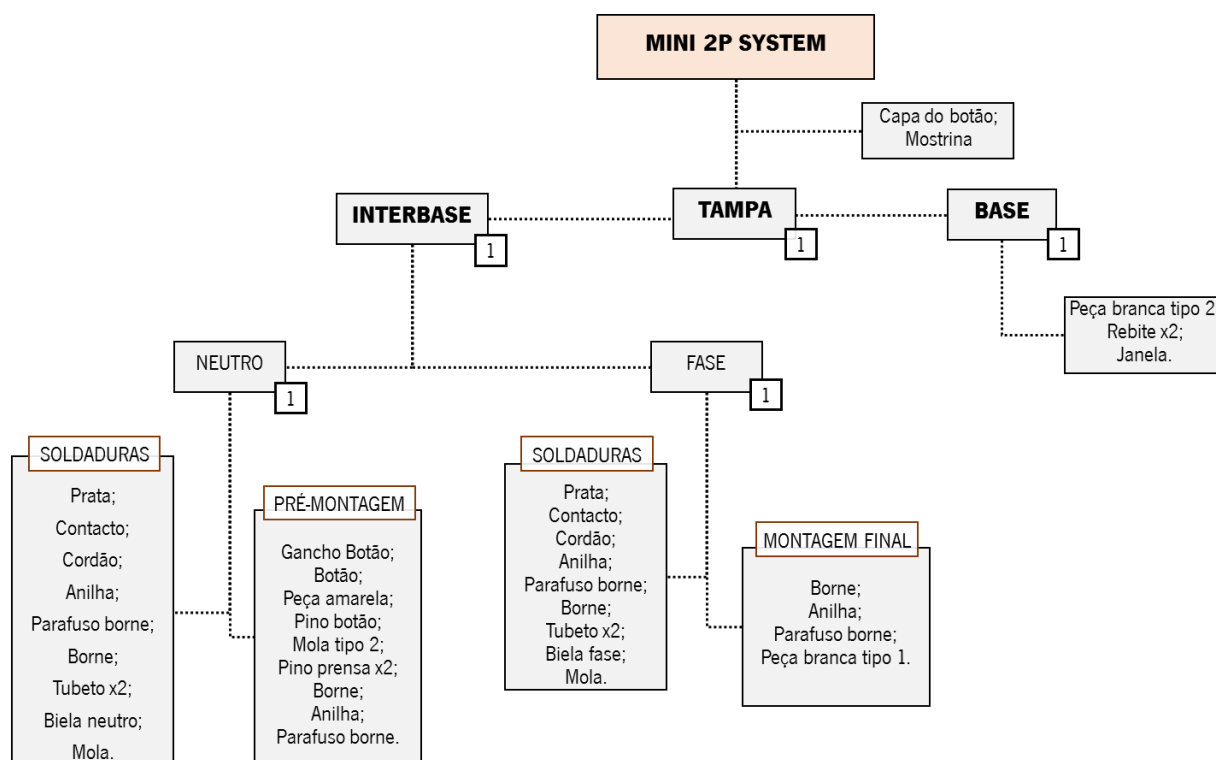 MINI 2P SYSTEM
Capa do botão;
Mostrina
INTERBASE
1
TAMPA
1
BASE
1
Peça branca tipo 2
Rebite x2;
Janela.
NEUTRO
1
FASE
1
SOLDADURAS
Prata;
Contacto;
Cordão;
Anilha;
Parafuso borne;
Borne;
Tubeto x2;
Biela neutro;
Mola.
PRÉ-MONTAGEM
Gancho Botão;
Botão;
Peça amarela;
Pino botão;
Mola tipo 2;
Pino prensa x2;
Borne;
Anilha;
Parafuso borne.
SOLDADURAS
Prata;
Contacto;
Cordão;
Anilha;
Parafuso borne;
Borne;
Tubeto x2;
Biela fase;
Mola.
MONTAGEM FINAL
Borne;
Anilha;
Parafuso borne;
Peça branca tipo 1.